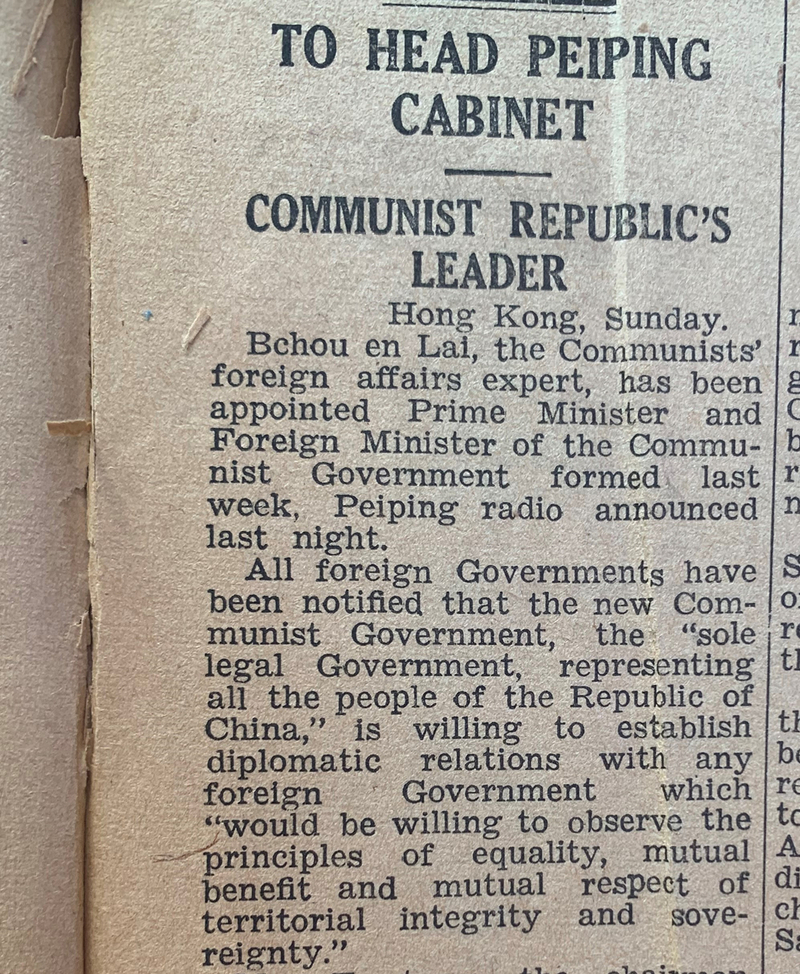 TO HEAD PEIPING
CABINET
COMMUNIST REPUBLIC'S
LEADER
Hong Kong, Sunday.
Bchou en Lai, the Communists'
foreign affairs expert, has been
appointed Prime Minister and
Foreign Minister of the Commu-
nist Government formed last
week, Peiping radio announced
last night.
All foreign Governments have
been notified that the new Com-
munist Government, the “sole
legal Government, representing
all the people of the Republic of
China,” is willing to establish
diplomatic relations with any
foreign Government which
“would be willing to observe the
principles of equality, mutual
benefit and mutual respect of
territorial integrity and sove-
reignty.”